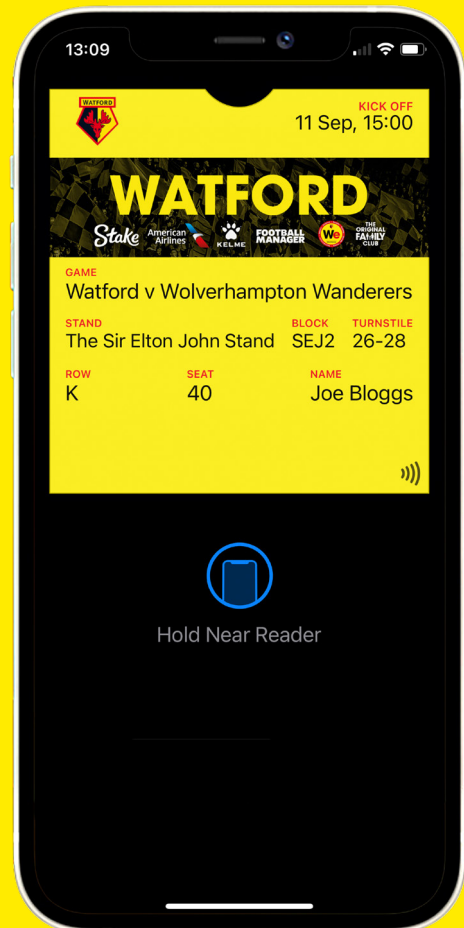 13:09
WATFORD
KICK OFF
11 Sep, 15:00
WATFORD
Stake American Airlines KELME FOOTBALL MANAGER We THE ORIGINAL FAMILY CLUB
GAME
Watford v Wolverhampton Wanderers
STAND BLOCK TURNSTILE
The Sir Elton John Stand SEJ2 26-28
ROW SEAT NAME
K 40 Joe Bloggs
Hold Near Reader